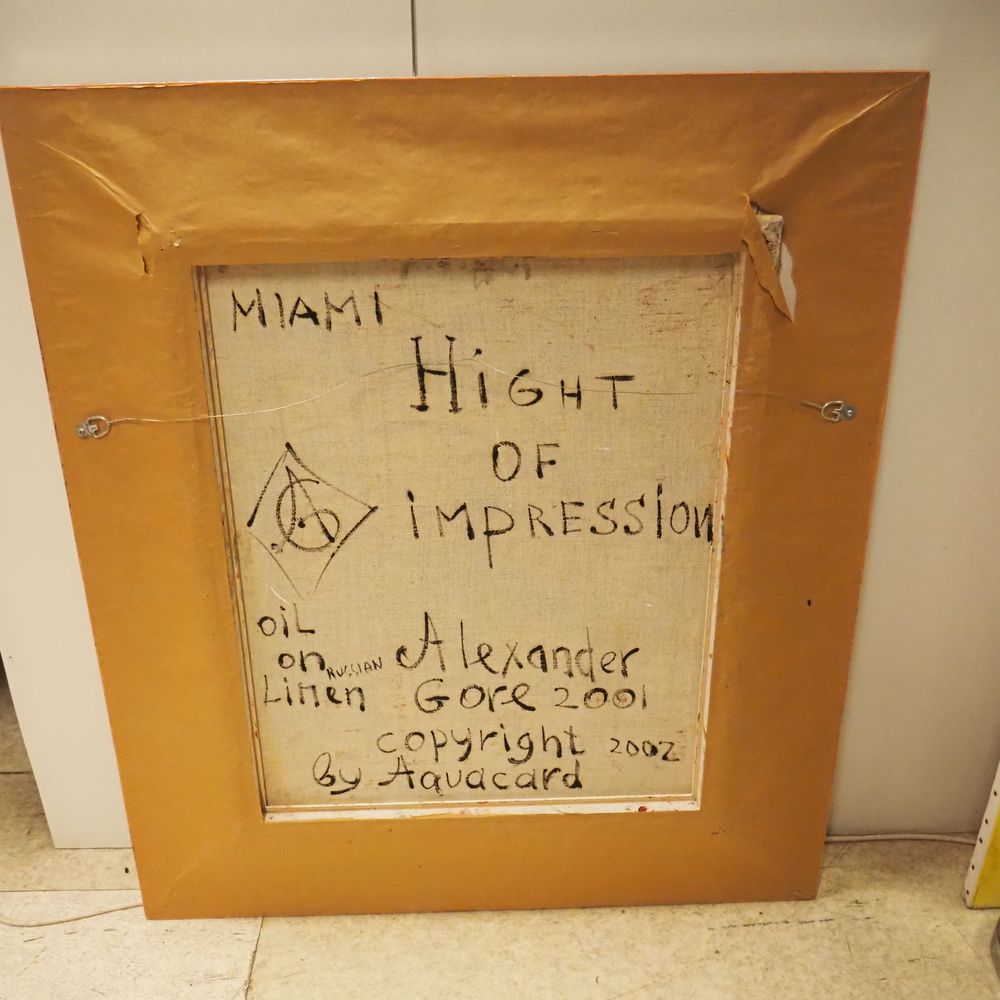 MIAMI
HiGHT
OF
iMpRESSiON
OiL
on RUSSIAN
Linen
Alexander
Gore 2001
copyright 2002
by Aquacard